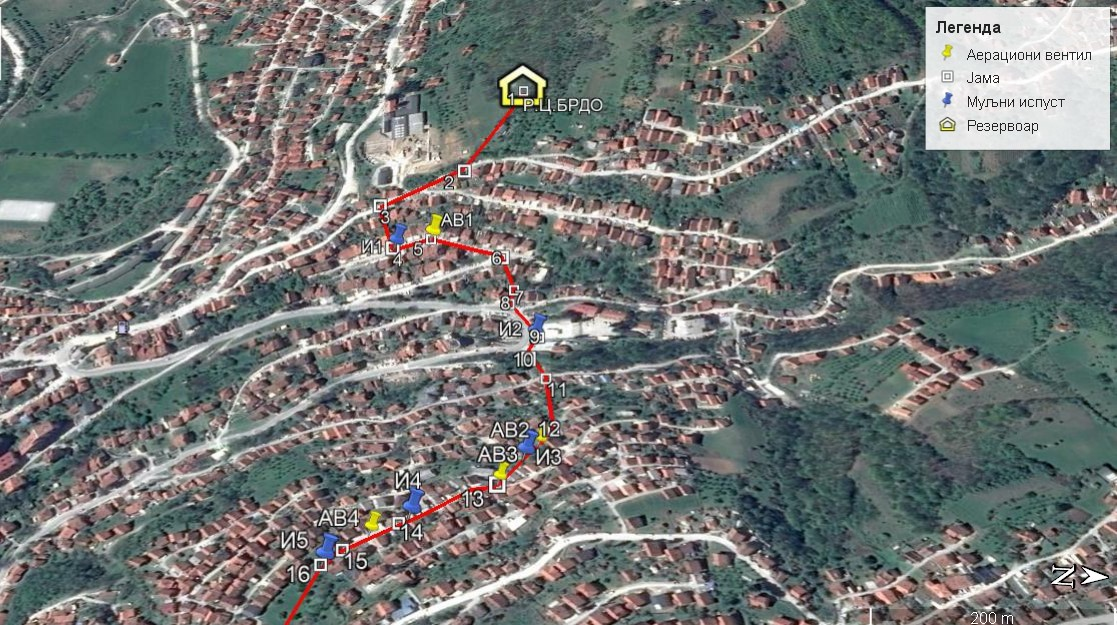 Легенда
Аерациони вентил
Јама
Муљни испуст
Резервоар
1 Р.Ц.БРДО
2
3
АВ1
И1
4
5
6
7
8
И2
9
10
11
АВ2
12
АВ3
И3
И4
13
АВ4
14
И5
15
16
N
200 m